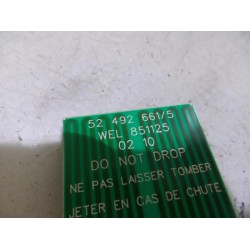 52 492 661/5
WEL 851125
02 10
DO NOT DROP
NE PAS LAISSER TOMBER
JETER EN CAS DE CHUTE